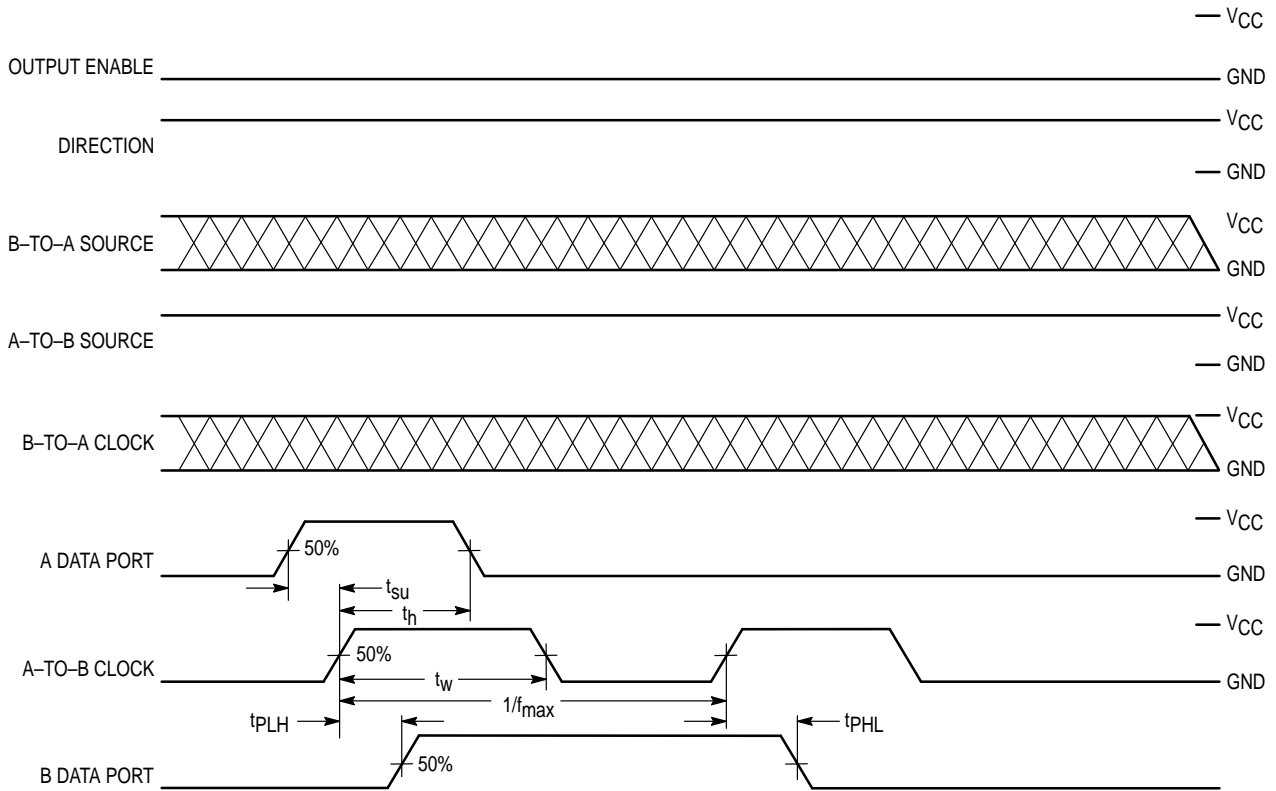 VCC
OUTPUT ENABLE
GND
VCC
DIRECTION
GND
VCC
B–TO–A SOURCE
GND
VCC
A–TO–B SOURCE
GND
VCC
B–TO–A CLOCK
GND
VCC
50%
A DATA PORT
GND
tsu
th
VCC
50%
A–TO–B CLOCK
tw
GND
1/fmax
tPLH
tPHL
50%
B DATA PORT